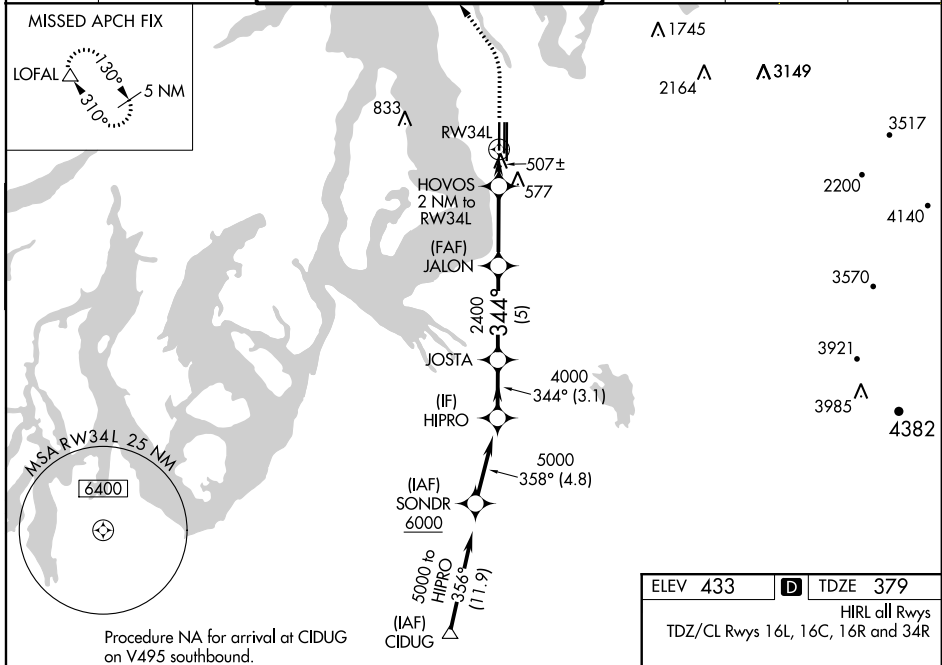 MISSED APCH FIX
LOFAL
130°
310°
5 NM
833
1745
2164
3149
3517
2200
4140
3570
3921
3985
4382
RW34L
507±
577
HOVOS
2 NM to
RW34L
(FAF)
JALON
2400
344°
(5)
JOSTA
4000
344° (3.1)
(IF)
HIPRO
5000
358° (4.8)
(IAF)
SONDR
6000
5000 to
HIPRO
356°
(11.9)
(IAF)
CIDUG
MSA RW34L 25 NM
6400
Procedure NA for arrival at CIDUG
on V495 southbound.
ELEV 433 D TDZE 379
HIRL all Rwys
TDZ/CL Rwys 16L, 16C, 16R and 34R